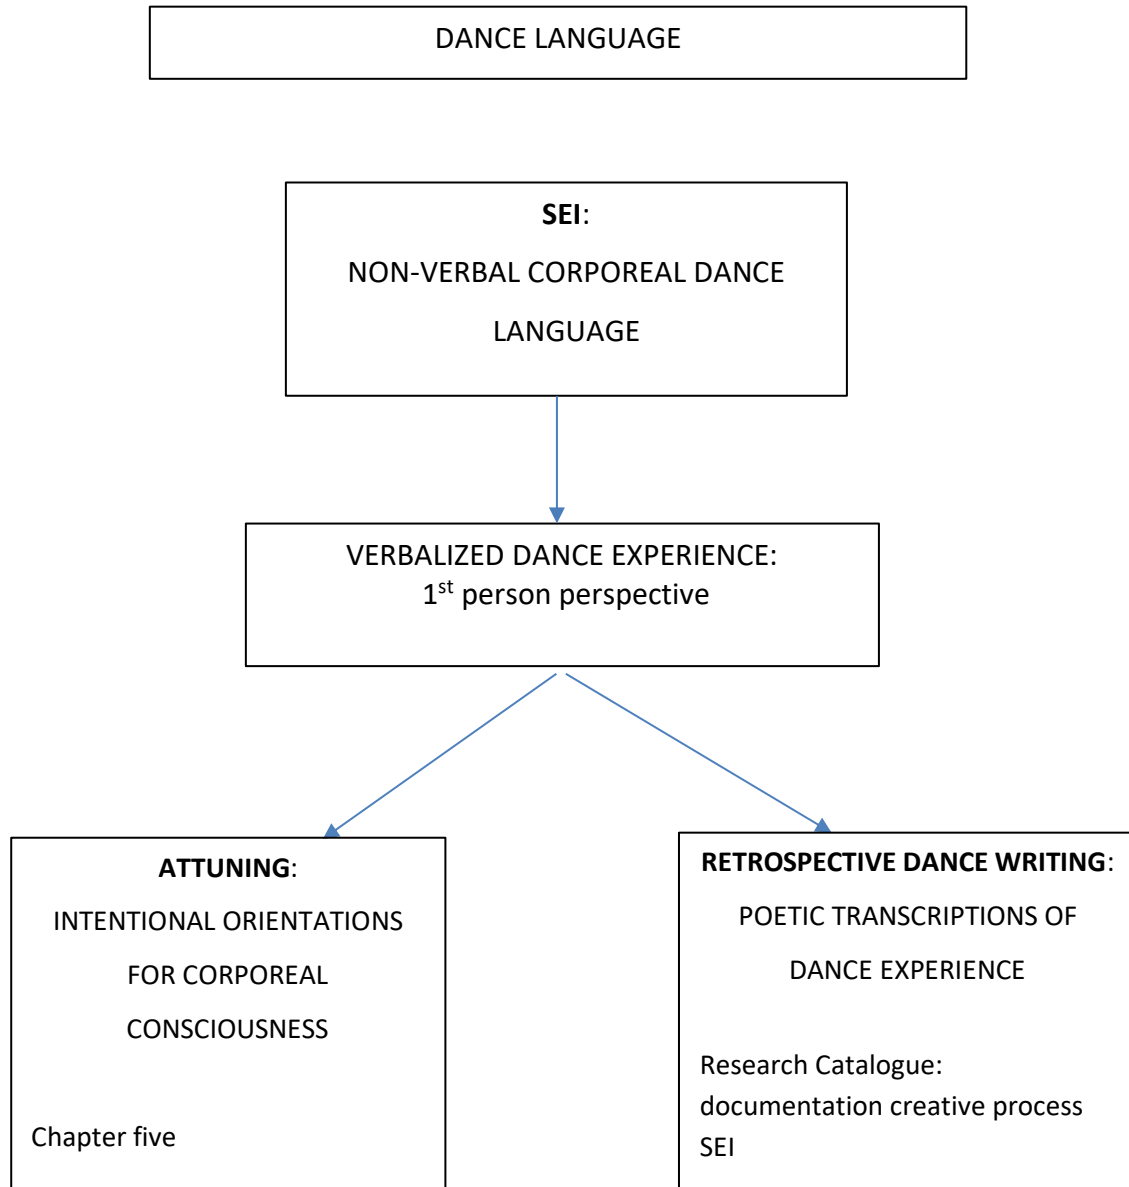 DANCE LANGUAGE
SEI:
NON-VERBAL CORPOREAL DANCE
LANGUAGE
VERBALIZED DANCE EXPERIENCE:
1st person perspective
ATTUNING:
INTENTIONAL ORIENTATIONS
FOR CORPOREAL
CONSCIOUSNESS
Chapter five
RETROSPECTIVE DANCE WRITING:
POETIC TRANSCRIPTIONS OF
DANCE EXPERIENCE
Research Catalogue:
documentation creative process
SEI